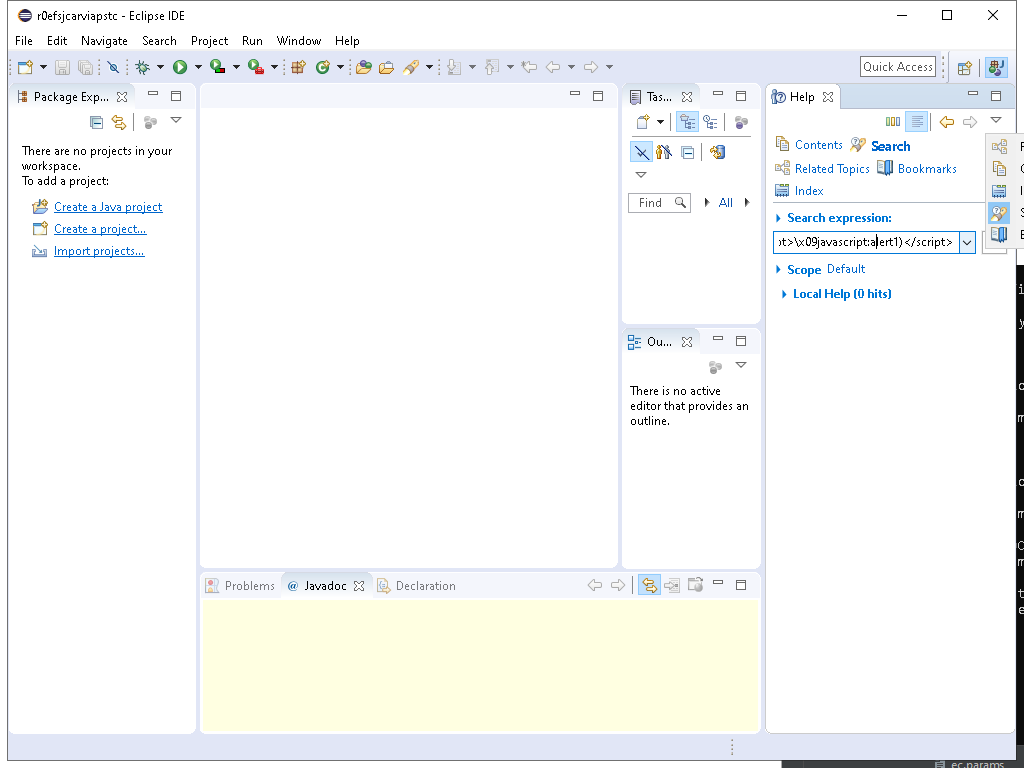 r0efsjcarviapstc - Eclipse IDE
File Edit Navigate Search Project Run Window Help
Quick Access
Package Exp...
There are no projects in your
workspace.
To add a project:
Create a Java project
Create a project...
Import projects...
Tas...
Find
All
Ou...
There is no active
editor that provides an
outline.
Problems
@ Javadoc
Declaration
Help
Contents
Search
Related Topics
Bookmarks
Index
Search expression:
ot>\x09javascript:alert1)</script>
Scope Default
Local Help (0 hits)
ec.params